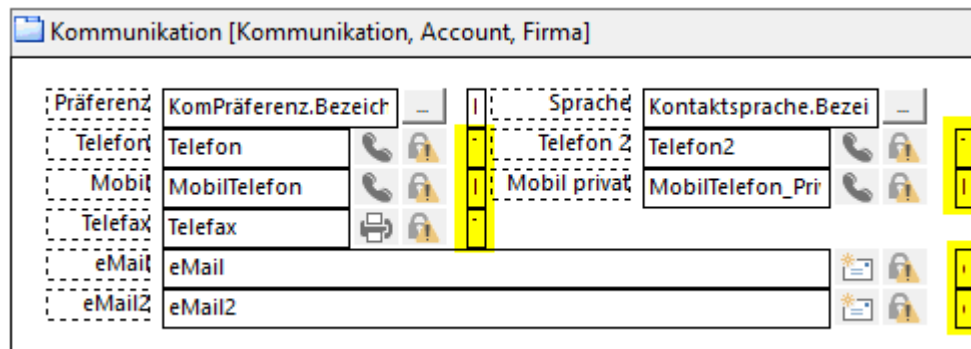 Kommunikation [Kommunikation, Account, Firma]
Präferenz KomPräferenz.Bezeich ... Sprache Kontaktsprache.Bezei ...
Telefon Telefon Telefon 2 Telefon2
Mobil MobilTelefon Mobil privat MobilTelefon_Pri
Telefax Telefax
eMail eMail
eMail2 eMail2